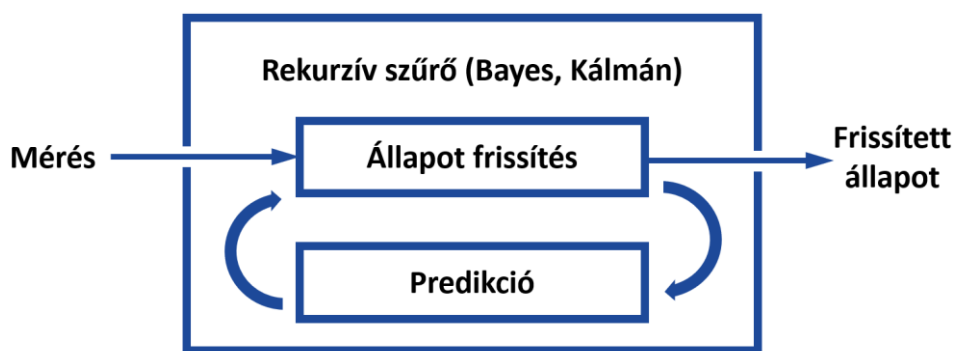 Rekurzív szűrő (Bayes, Kálmán)
Mérés
Állapot frissítés
Frissített
állapot
Predikció